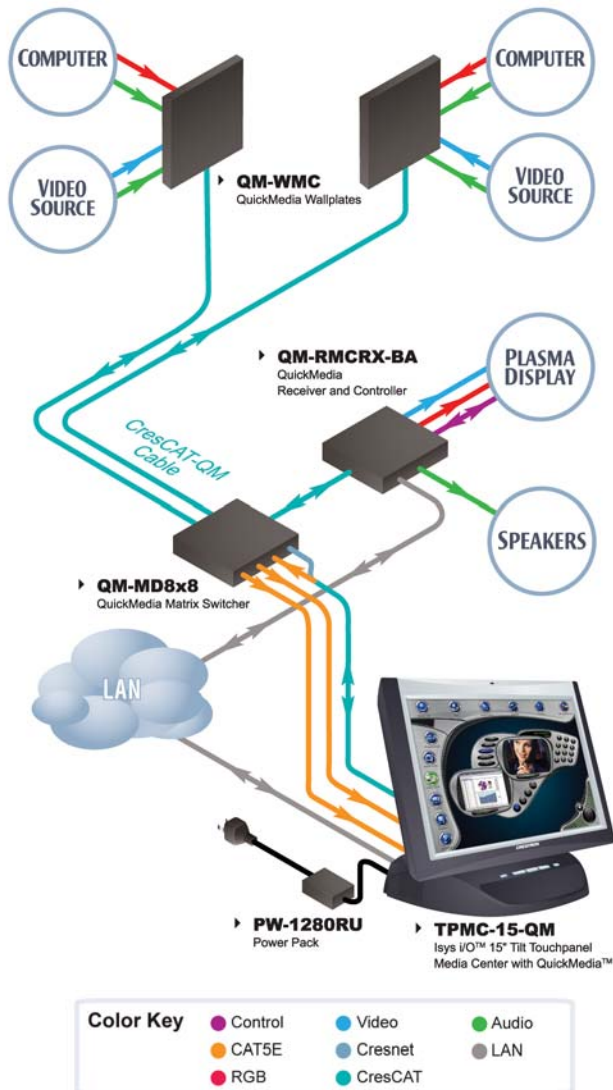 COMPUTER
COMPUTER
VIDEO
SOURCE
VIDEO
SOURCE
QM-WMC
QuickMedia Wallplates
QM-RMCRX-BA
QuickMedia
Receiver and Controller
PLASMA
DISPLAY
CresCAT-QM
Cable
SPEAKERS
QM-MD8x8
QuickMedia Matrix Switcher
LAN
CRESTRON
PW-1280RU
Power Pack
TPMC-15-QM
Isys i/O™ 15" Tilt Touchpanel
Media Center with QuickMedia™
Color Key
Control
Video
Audio
CAT5E
Cresnet
LAN
RGB
CresCAT